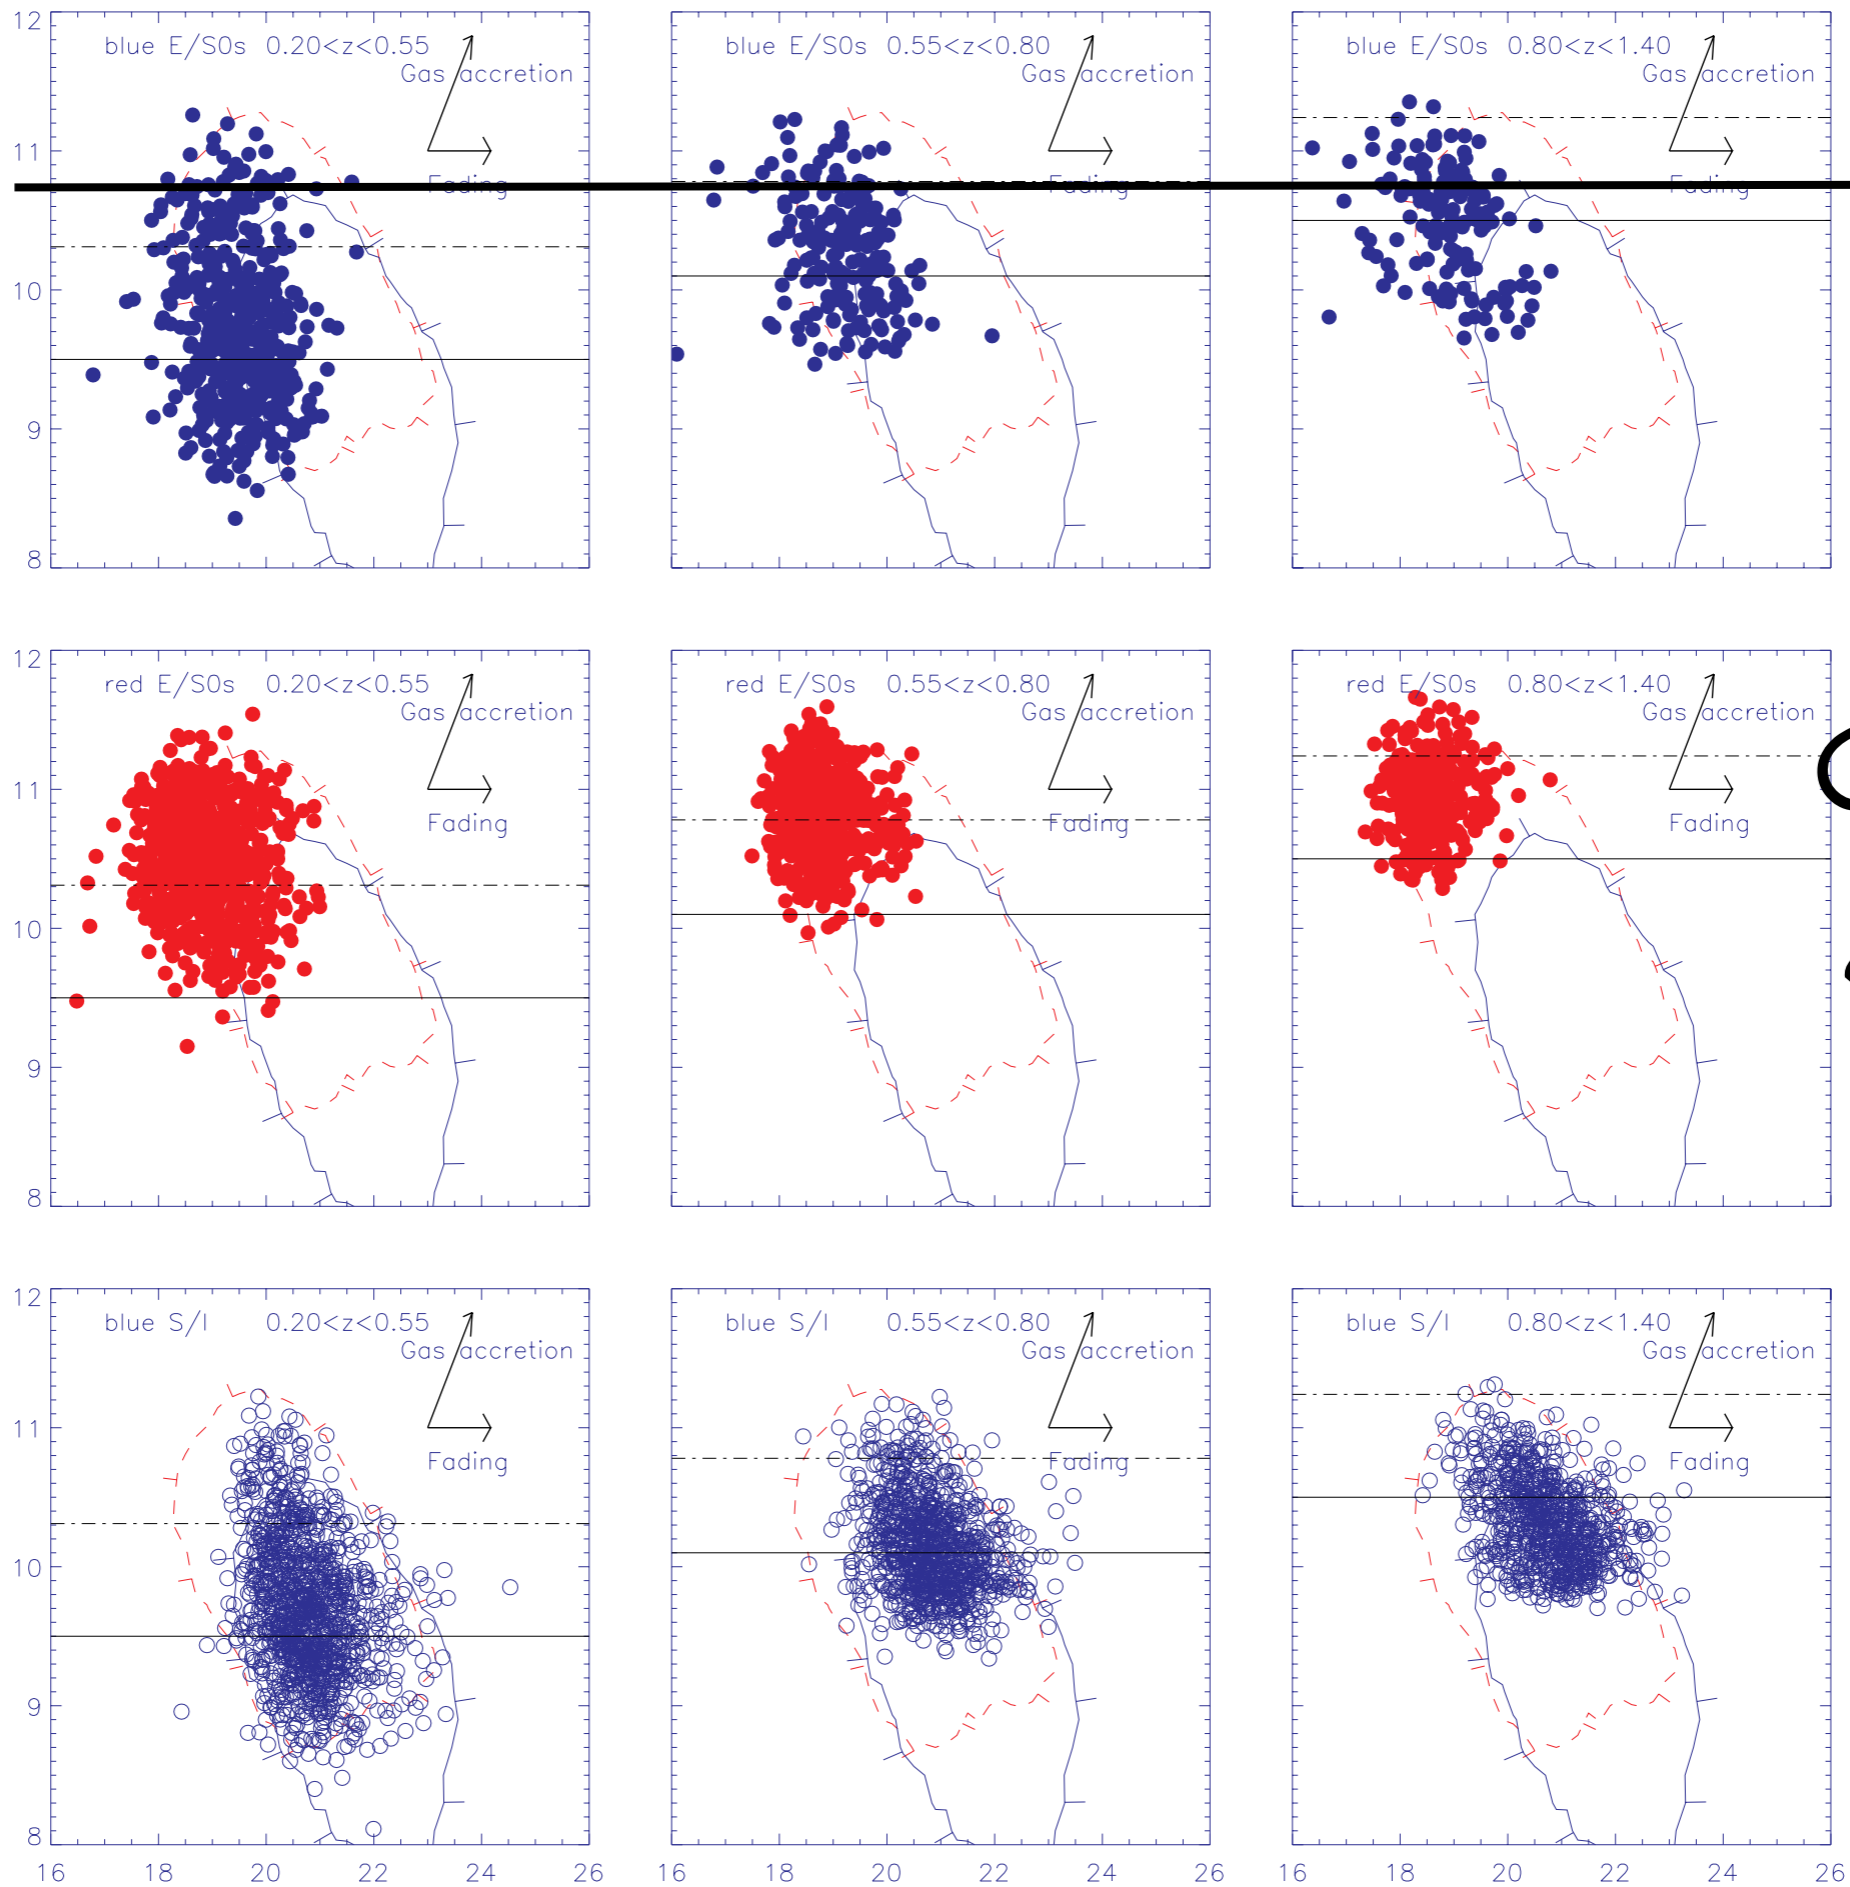 12
blue E/S0s 0.20<z<0.55
Gas accretion
Fading
11
10
9
8
blue E/S0s 0.55<z<0.80
Gas accretion
Fading
blue E/S0s 0.80<z<1.40
Gas accretion
Fading
12
red E/S0s 0.20<z<0.55
Gas accretion
Fading
11
10
9
8
red E/S0s 0.55<z<0.80
Gas accretion
Fading
red E/S0s 0.80<z<1.40
Gas accretion
Fading
12
blue S/I 0.20<z<0.55
Gas accretion
Fading
11
10
9
8
blue S/I 0.55<z<0.80
Gas accretion
Fading
blue S/I 0.80<z<1.40
Gas accretion
Fading
16 18 20 22 24 26
18 20 22 24
18 20 22 24 26